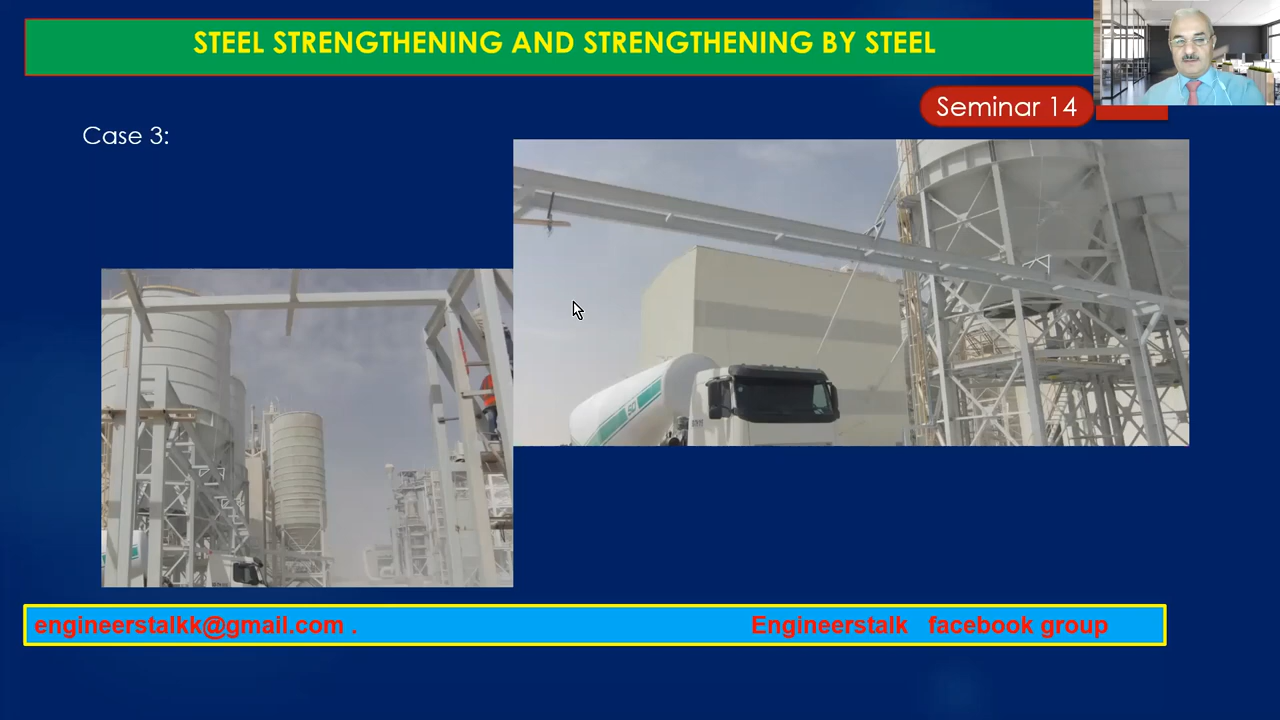 STEEL STRENGTHENING AND STRENGTHENING BY STEEL
Seminar 14
Case 3:
engineerstalkk@gmail.com .
Engineerstalk facebook group